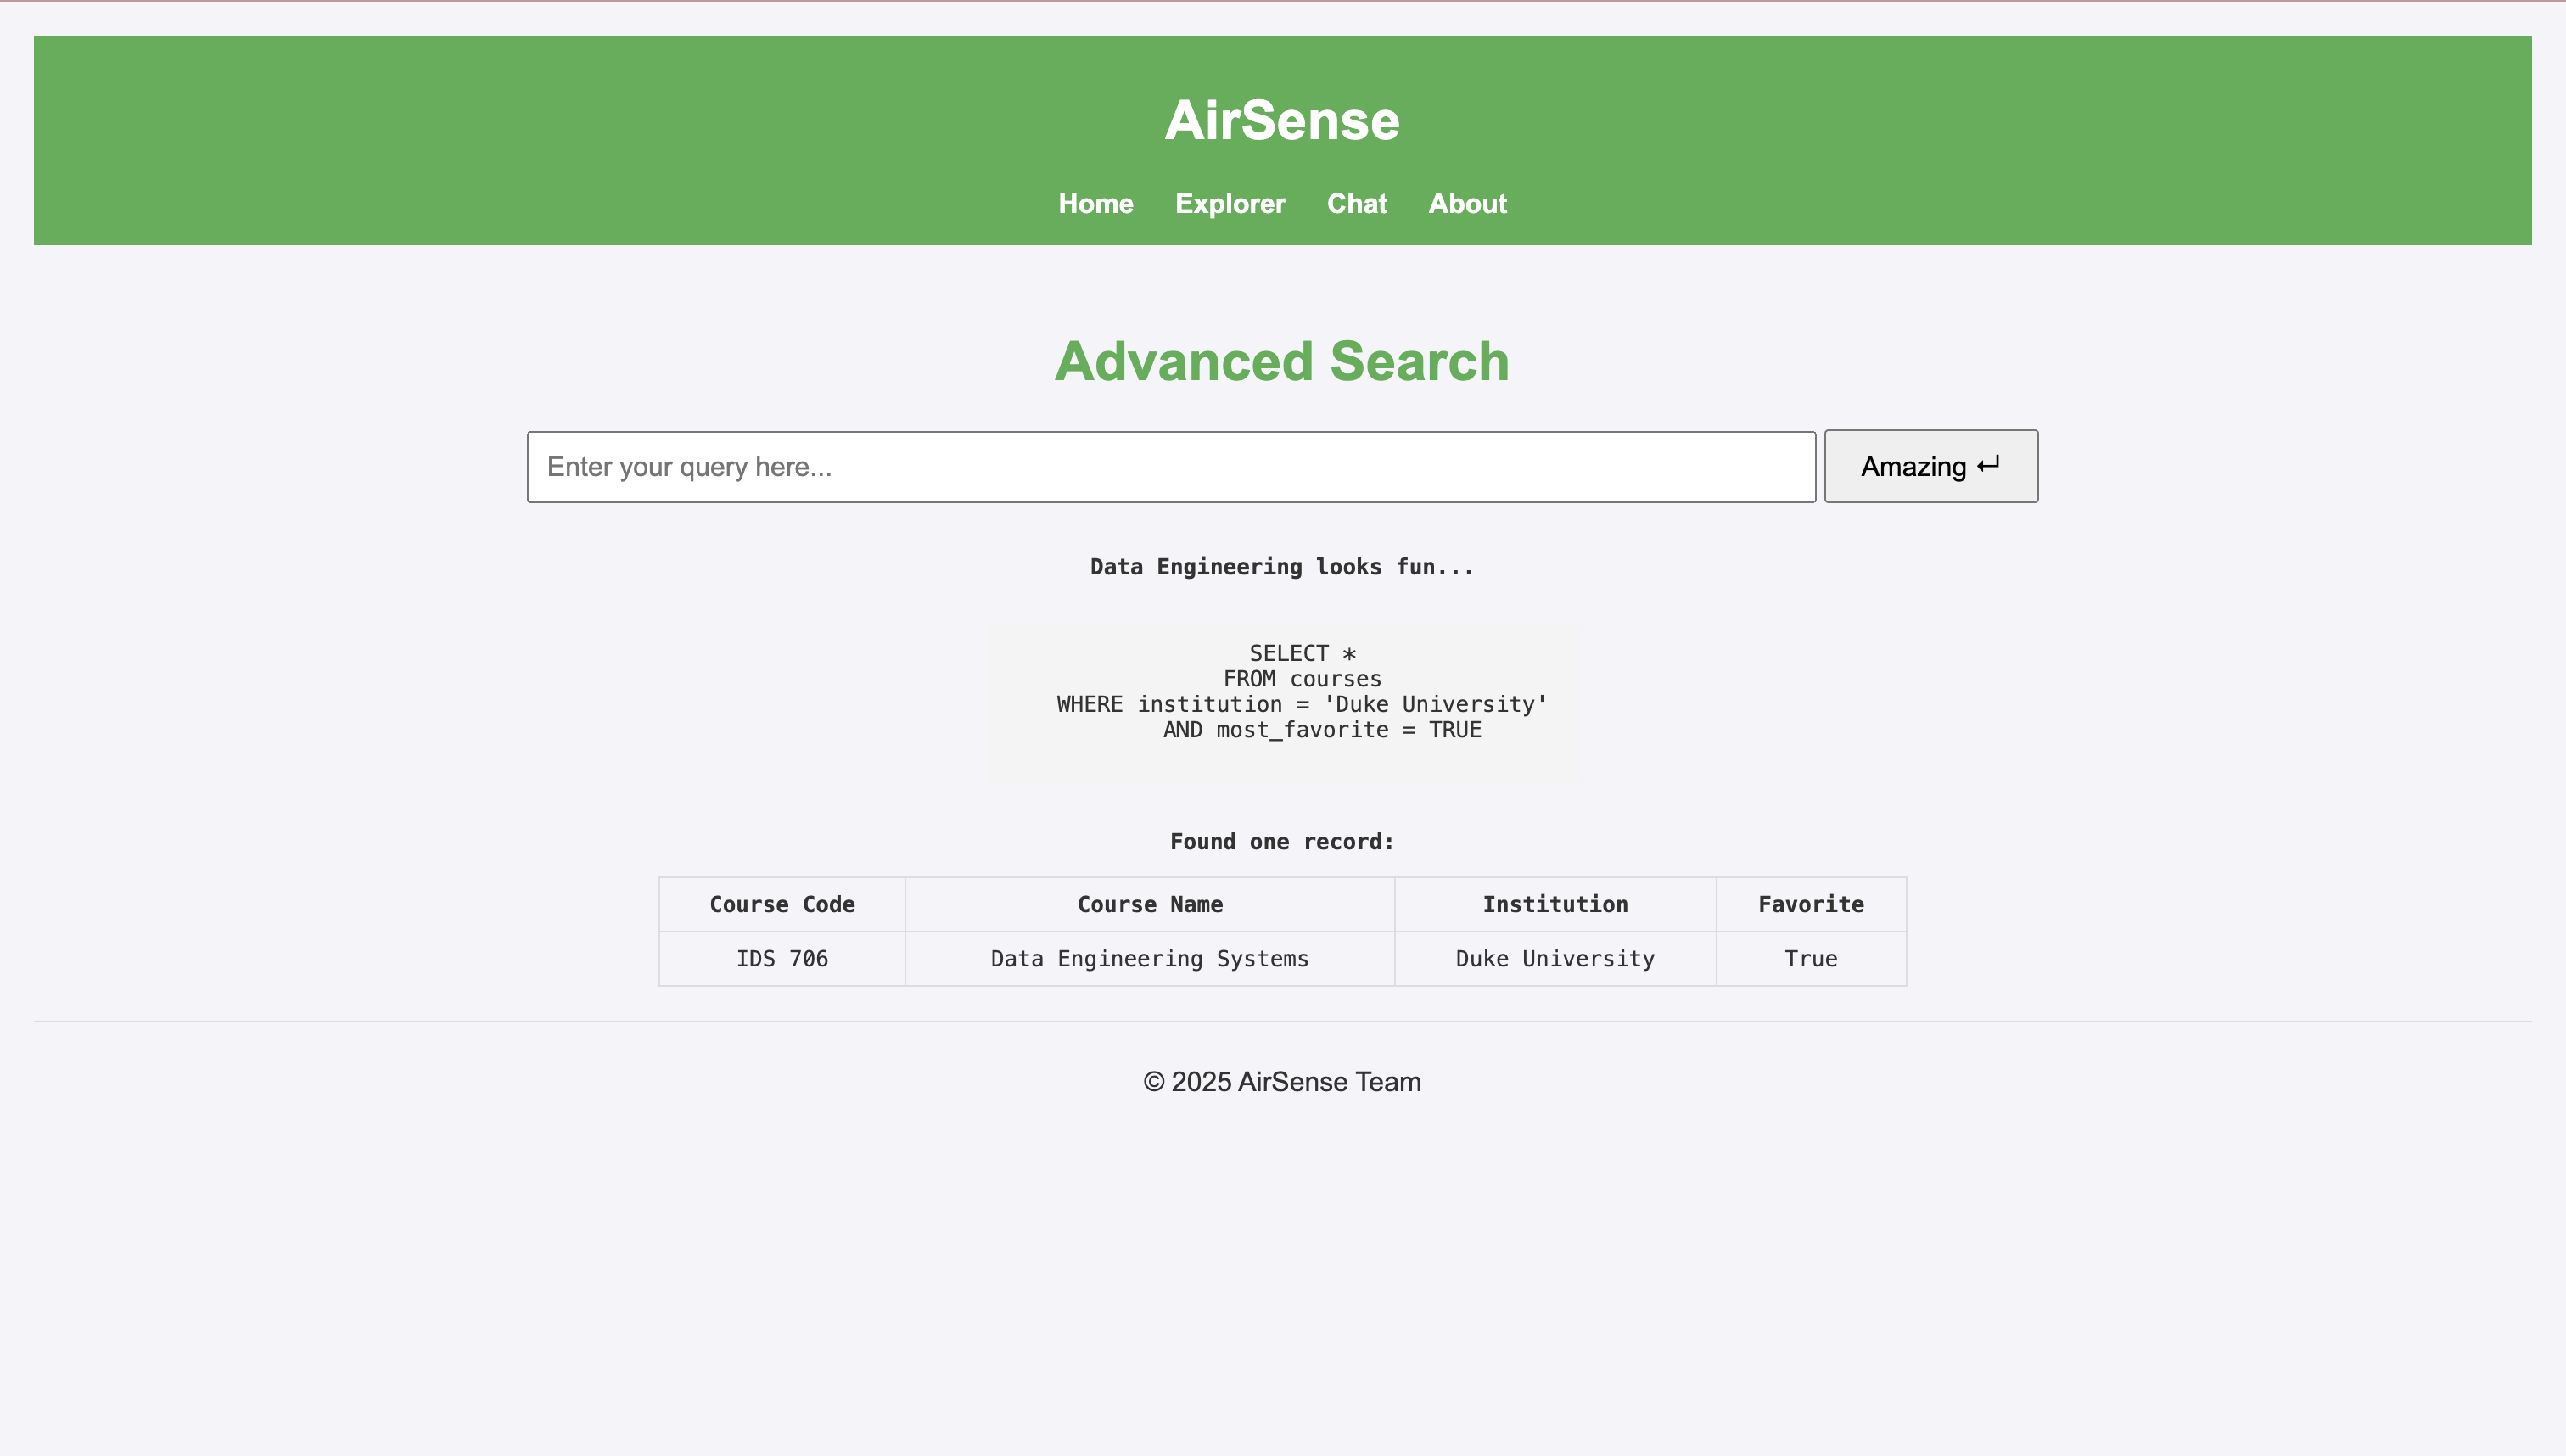 AirSense
Home Explorer Chat About
Advanced Search
Enter your query here... Amazing ↵
Data Engineering looks fun...
SELECT *
FROM courses
WHERE institution = 'Duke University'
AND most_favorite = TRUE
Found one record:
Course Code Course Name Institution Favorite
IDS 706 Data Engineering Systems Duke University True
© 2025 AirSense Team